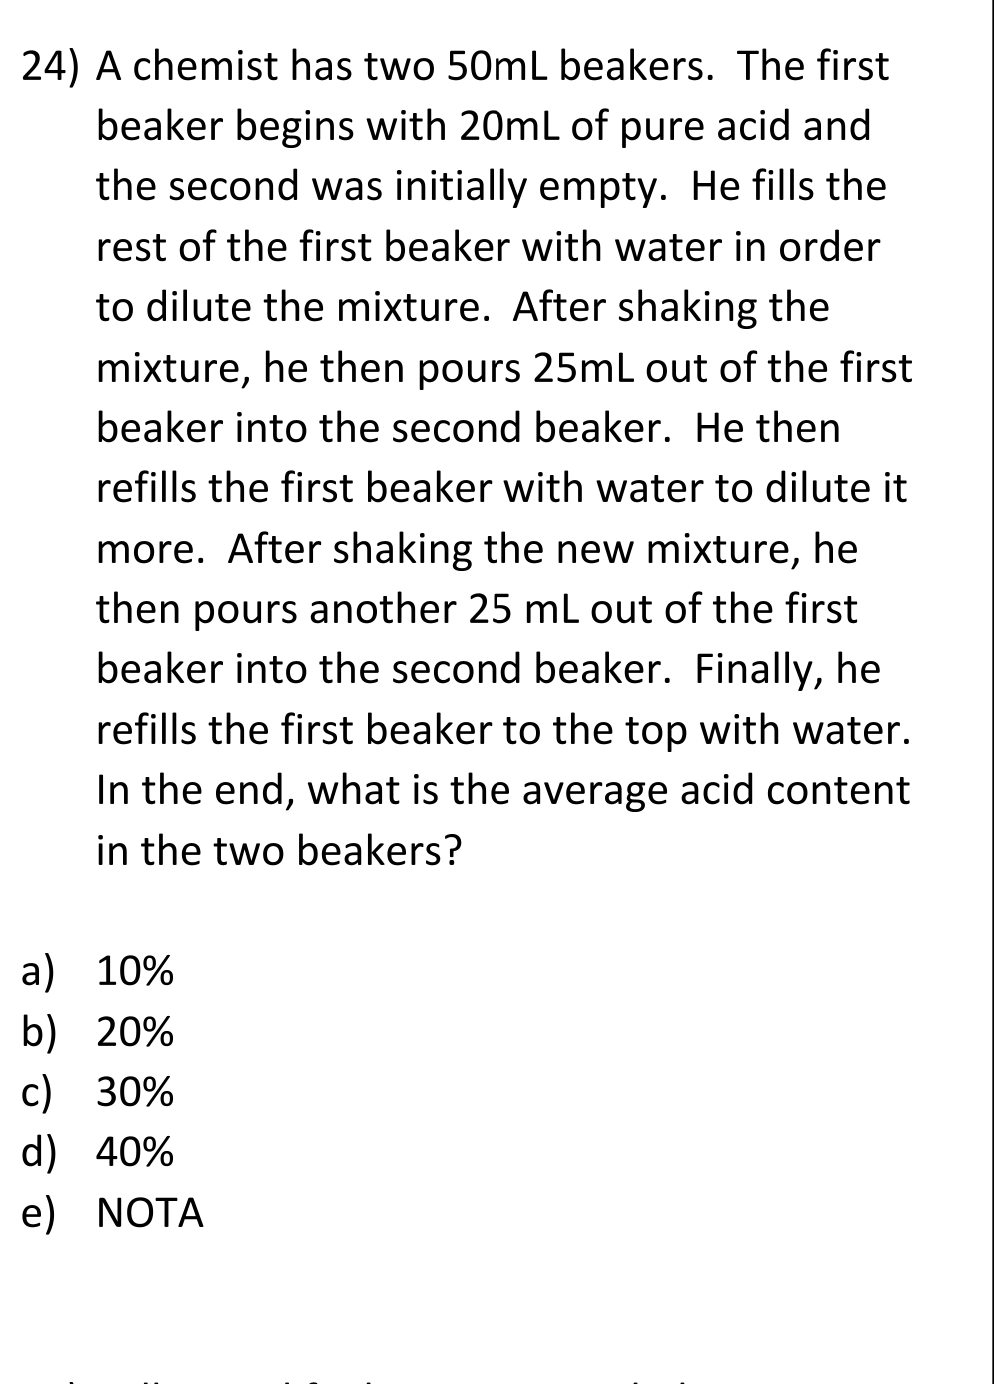 24) A chemist has two 50mL beakers. The first
beaker begins with 20mL of pure acid and
the second was initially empty. He fills the
rest of the first beaker with water in order
to dilute the mixture. After shaking the
mixture, he then pours 25mL out of the first
beaker into the second beaker. He then
refills the first beaker with water to dilute it
more. After shaking the new mixture, he
then pours another 25 mL out of the first
beaker into the second beaker. Finally, he
refills the first beaker to the top with water.
In the end, what is the average acid content
in the two beakers?
a) 10%
b) 20%
c) 30%
d) 40%
e) NOTA